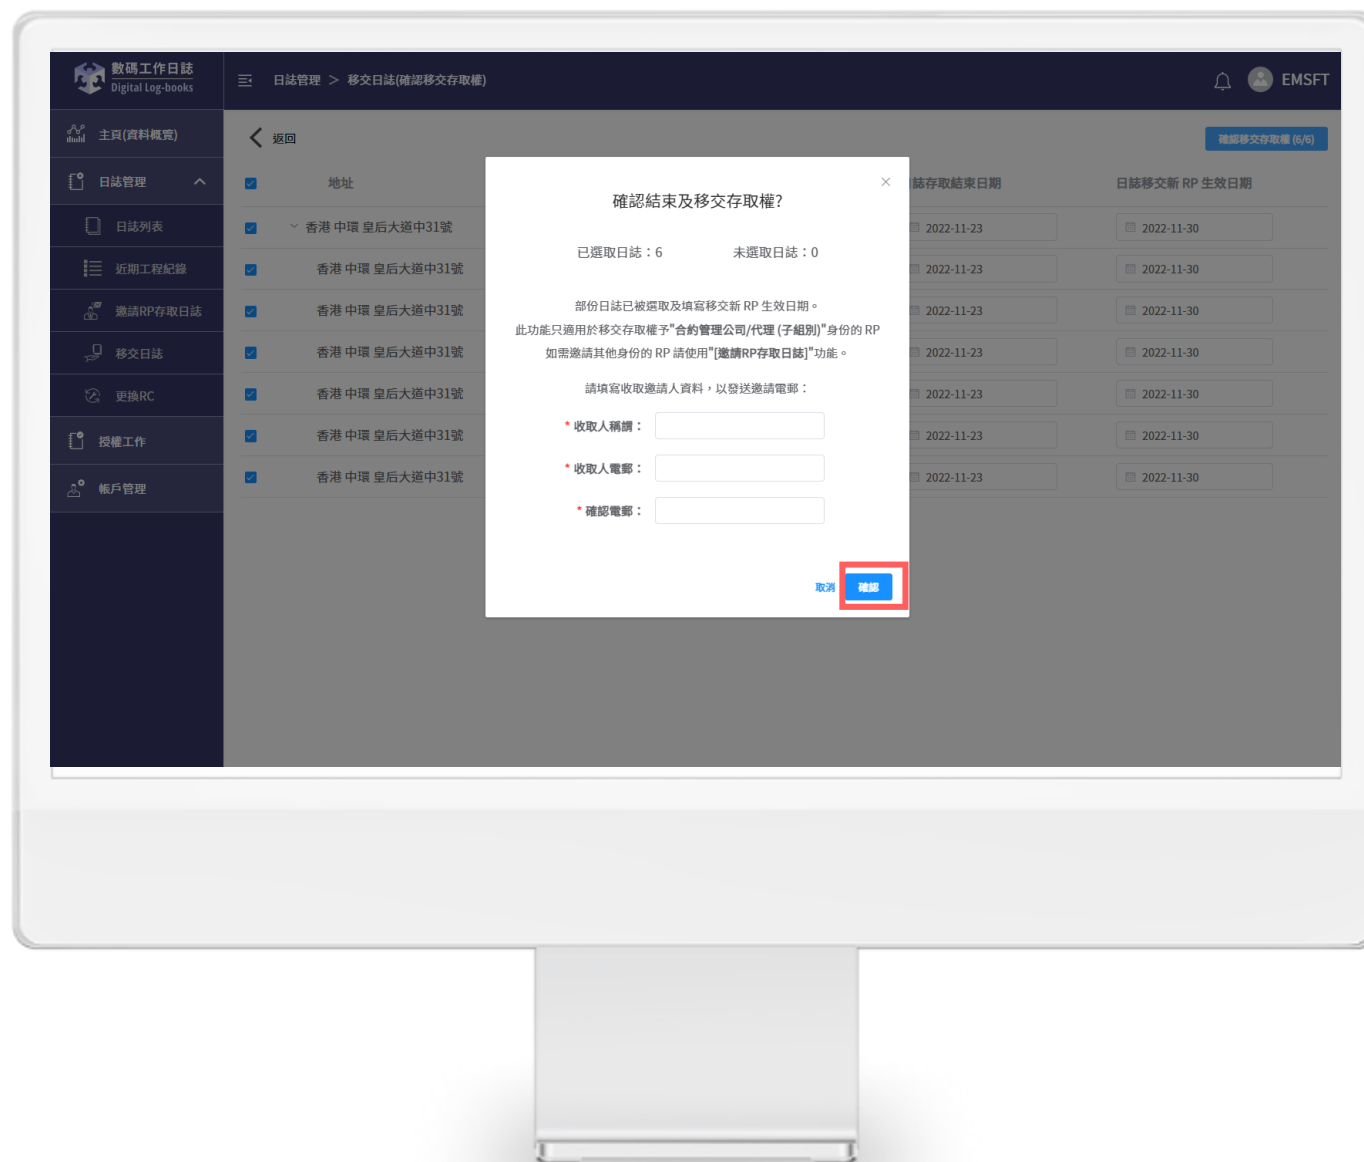 數碼工作日誌
Digital Log-books
日誌管理 > 移交日誌(確認移交存取權)
EMSFT
主頁(資料概覽)
日誌管理
日誌列表
近期工程紀錄
邀請RP存取日誌
移交日誌
更換RC
授權工作
帳戶管理
返回
確認移交存取權 (6/6)
地址
誌存取結束日期
日誌移交新 RP 生效日期
香港 中環 皇后大道中31號
2022-11-23
2022-11-30
香港 中環 皇后大道中31號
2022-11-23
2022-11-30
香港 中環 皇后大道中31號
2022-11-23
2022-11-30
香港 中環 皇后大道中31號
2022-11-23
2022-11-30
香港 中環 皇后大道中31號
2022-11-23
2022-11-30
香港 中環 皇后大道中31號
2022-11-23
2022-11-30
香港 中環 皇后大道中31號
2022-11-23
2022-11-30
確認結束及移交存取權?
已選取日誌：6
未選取日誌：0
部份日誌已被選取及填寫移交新 RP 生效日期。
此功能只適用於移交存取權予"合約管理公司/代理 (子組別)"身份的 RP
如需邀請其他身份的 RP 請使用"[邀請RP存取日誌]"功能。
請填寫收取邀請人資料，以發送邀請電郵：
* 收取人稱謂：
* 收取人電郵：
* 確認電郵：
取消
確認